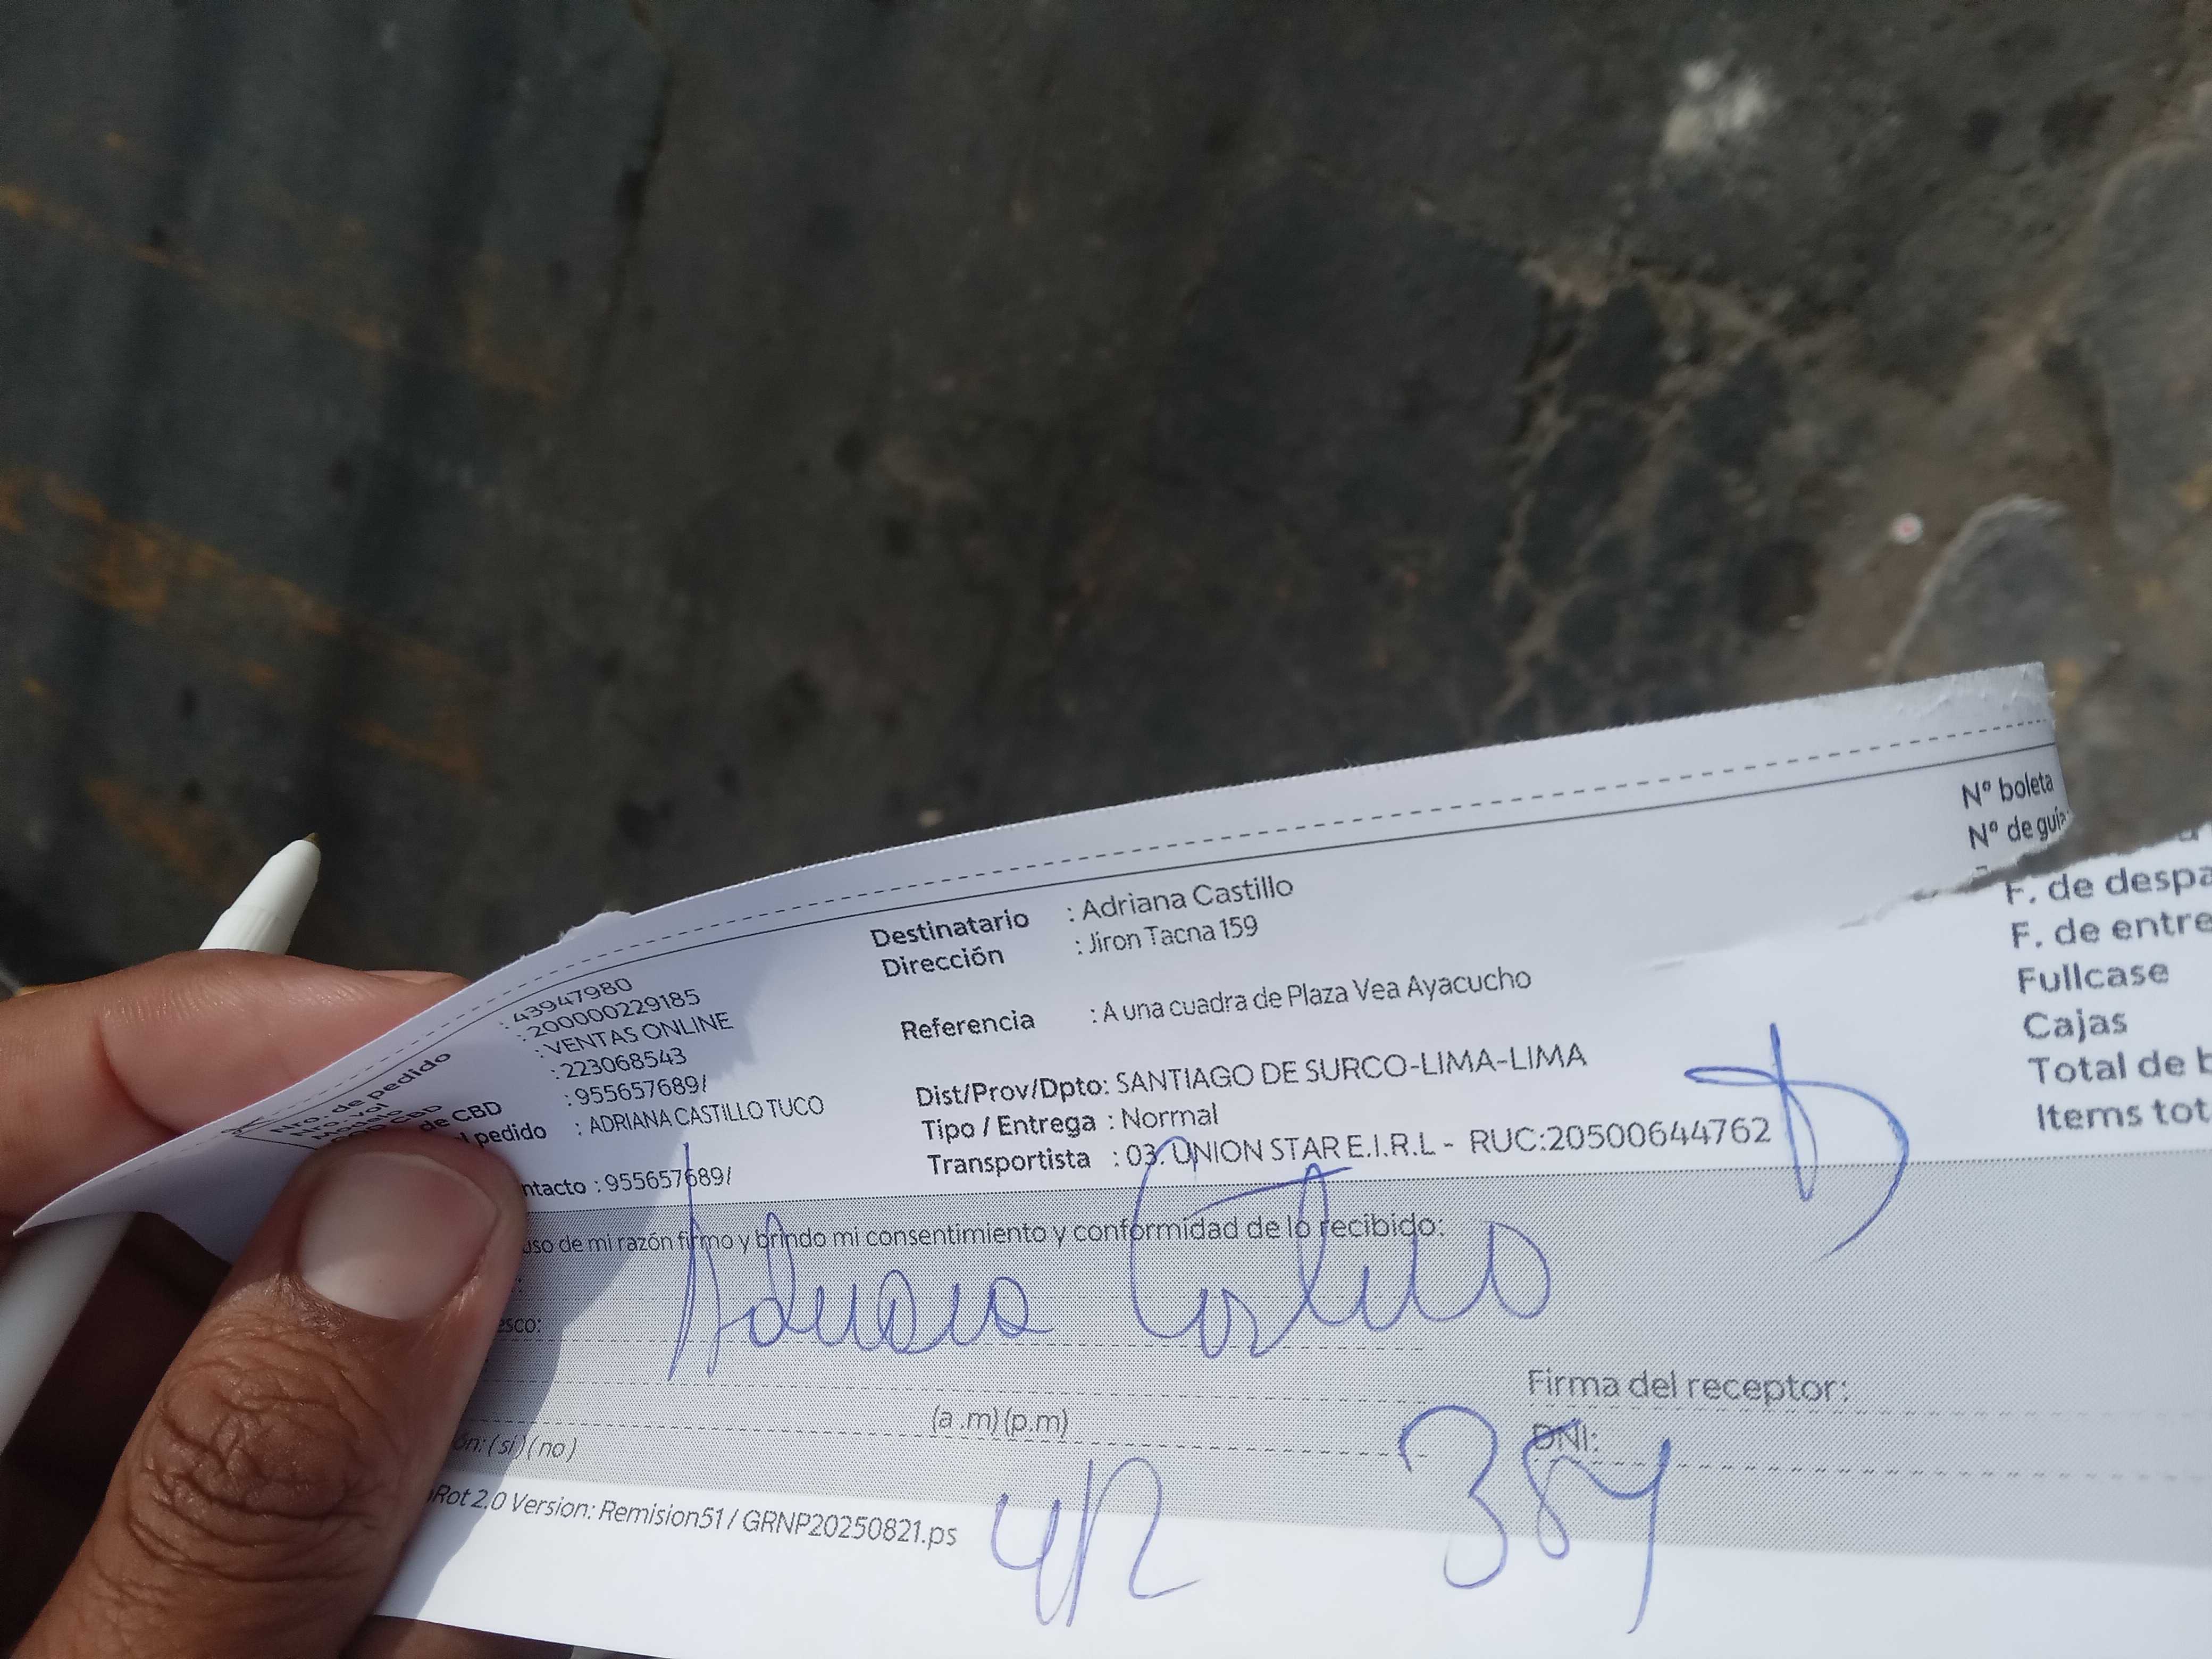 Nro. de pedido : 43947980
Nro vol : 200000229185
: VENTAS ONLINE
de CBD : 223068543
: 955657689/
l pedido : ADRIANA CASTILLO TUCO
ntacto : 955657689/
Destinatario : Adriana Castillo
Dirección : Jiron Tacna 159
Referencia : A una cuadra de Plaza Vea Ayacucho
Dist/Prov/Dpto: SANTIAGO DE SURCO-LIMA-LIMA
Tipo / Entrega : Normal
Transportista : 03. UNION STAR E.I.R.L - RUC:20500644762
N° boleta
N° de guía
F. de despa
F. de entre
Fullcase
Cajas
Total de b
Items tot
uso de mi razón firmo y brindo mi consentimiento y conformidad de lo recibido:
Adriana Castillo
esco:
Firma del receptor:
(a .m) (p.m)
DNI:
ón: ( si ) ( no )
Rot 2.0 Version: Remision51 / GRNP20250821.ps